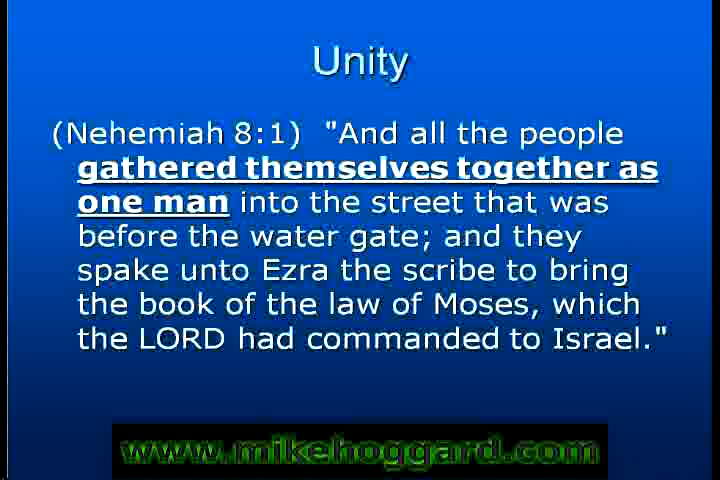 Unity
(Nehemiah 8:1) "And all the people
gathered themselves together as
one man into the street that was
before the water gate; and they
spake unto Ezra the scribe to bring
the book of the law of Moses, which
the LORD had commanded to Israel."
www.mikehoggard.com